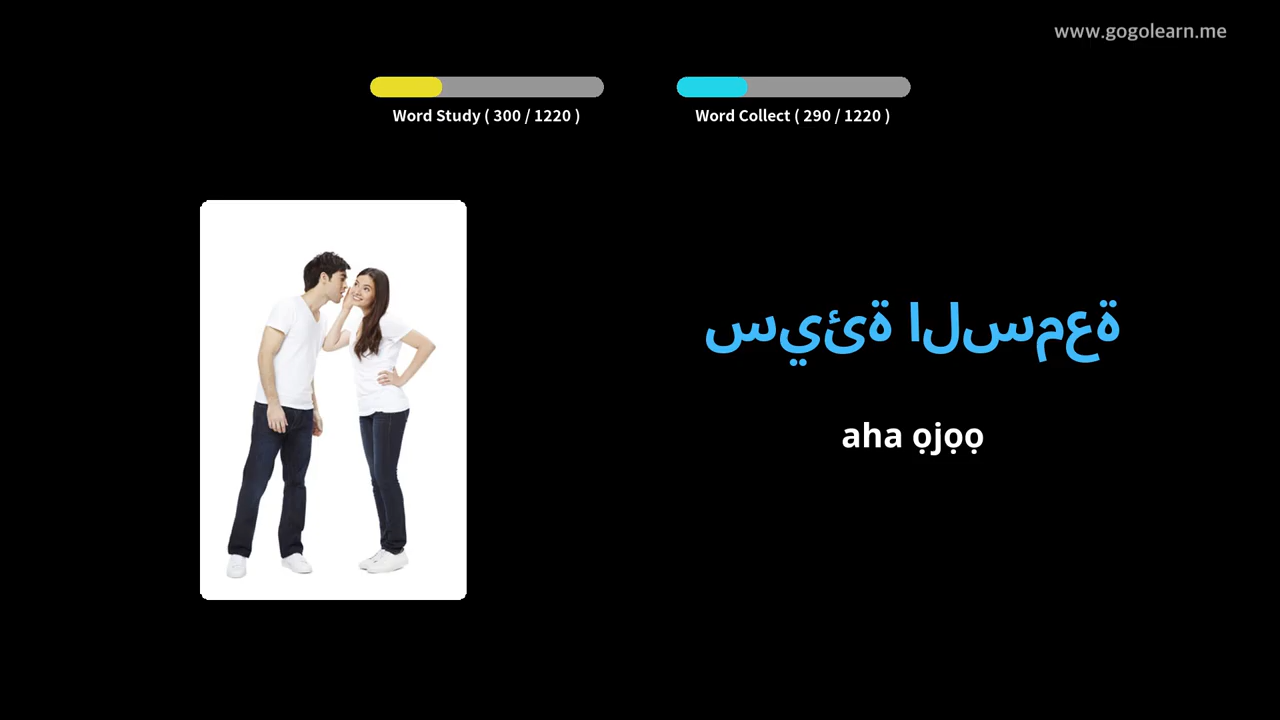 www.gogolearn.me
Word Study ( 300 / 1220 )
Word Collect ( 290 / 1220 )
سيئة السمعة
aha ọjọọ